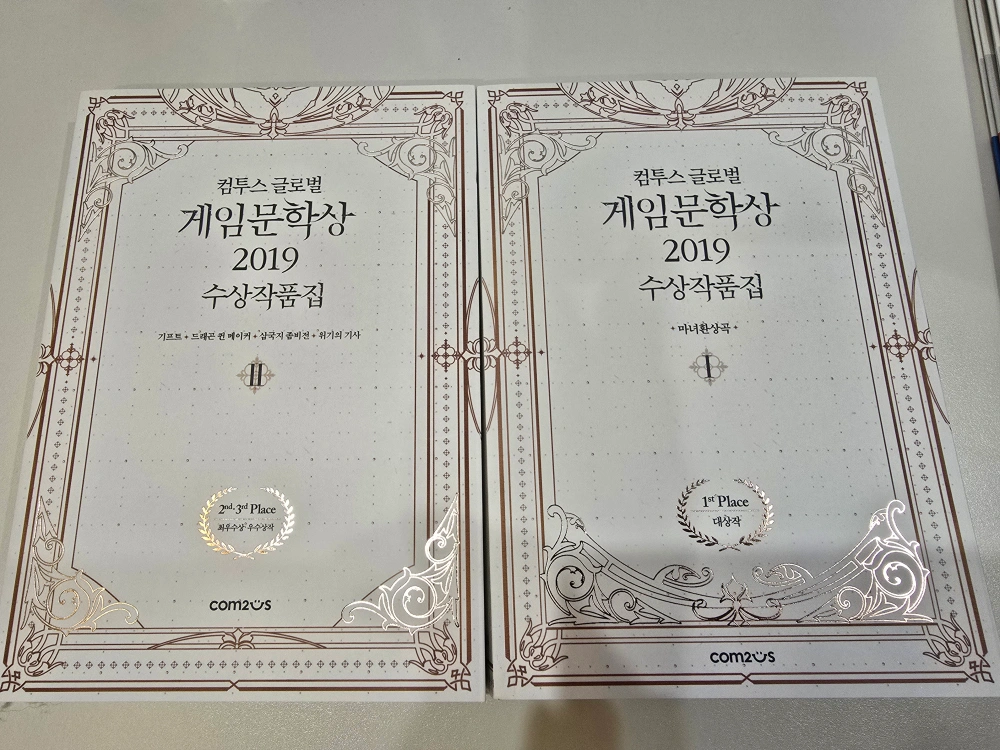 컴투스 글로벌
게임문학상
2019
수상작품집
기프트 + 드래곤 퀸 메이커 + 삼국지 좀비전 + 위기의 기사
II
2nd. 3rd Place
최우수상·우수상작
COM2US
컴투스 글로벌
게임문학상
2019
수상작품집
+ 마녀환상곡 +
I
1st Place
대상작
COM2US